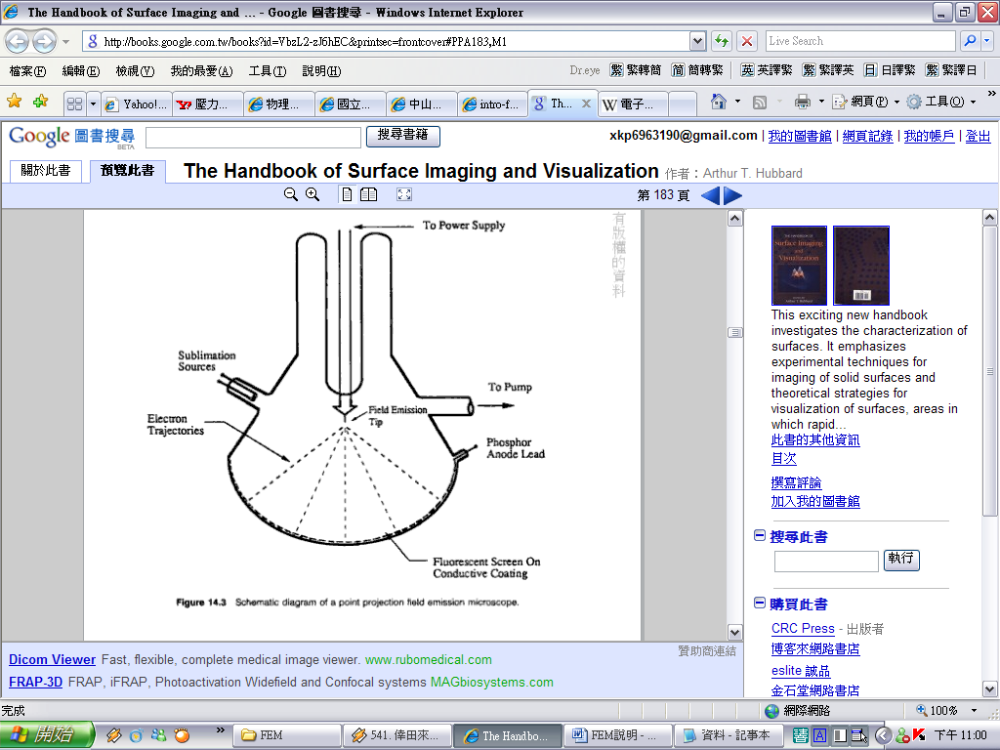 The Handbook of Surface Imaging and ... - Google 圖書搜尋 - Windows Internet Explorer
http://books.google.com.tw/books?id=VbzL2-zJ6hEC&printsec=frontcover#PPA183,M1
Live Search
檔案(F) 編輯(E) 檢視(V) 我的最愛(A) 工具(T) 說明(H)
Dr.eye 繁 繁轉簡 簡 簡轉繁 英 英譯繁 繁 繁譯英 日 日譯繁 繁 繁譯日
Yahoo!... 壓力... 物理... 國立... 中山... intro-f... Th... 電子... 網頁(P) 工具(O)
Google 圖書搜尋 BETA
搜尋書籍
xkp6963190@gmail.com | 我的圖書館 | 網頁記錄 | 我的帳戶 | 登出
關於此書 預覽此書 The Handbook of Surface Imaging and Visualization 作者：Arthur T. Hubbard
第 183 頁
有版權的資料
To Power Supply
Sublimation
Sources
To Pump
Field Emission
Tip
Electron
Trajectories
Phosphor
Anode Lead
Fluorescent Screen On
Conductive Coating
Figure 14.3 Schematic diagram of a point projection field emission microscope.
This exciting new handbook
investigates the characterization of
surfaces. It emphasizes
experimental techniques for
imaging of solid surfaces and
theoretical strategies for
visualization of surfaces, areas in
which rapid...
此書的其他資訊
目次
撰寫評論
加入我的圖書館
搜尋此書
執行
購買此書
CRC Press - 出版者
博客來網路書店
eslite 誠品
金石堂網路書店
贊助商連結
Dicom Viewer Fast, flexible, complete medical image viewer. www.rubomedical.com
FRAP-3D FRAP, iFRAP, Photoactivation Widefield and Confocal systems MAGbiosystems.com
完成
網際網路
100%
開始
FEM
541. 倖田來...
The Handbo...
FEM說明 - ...
資料 - 記事本
下午 11:00